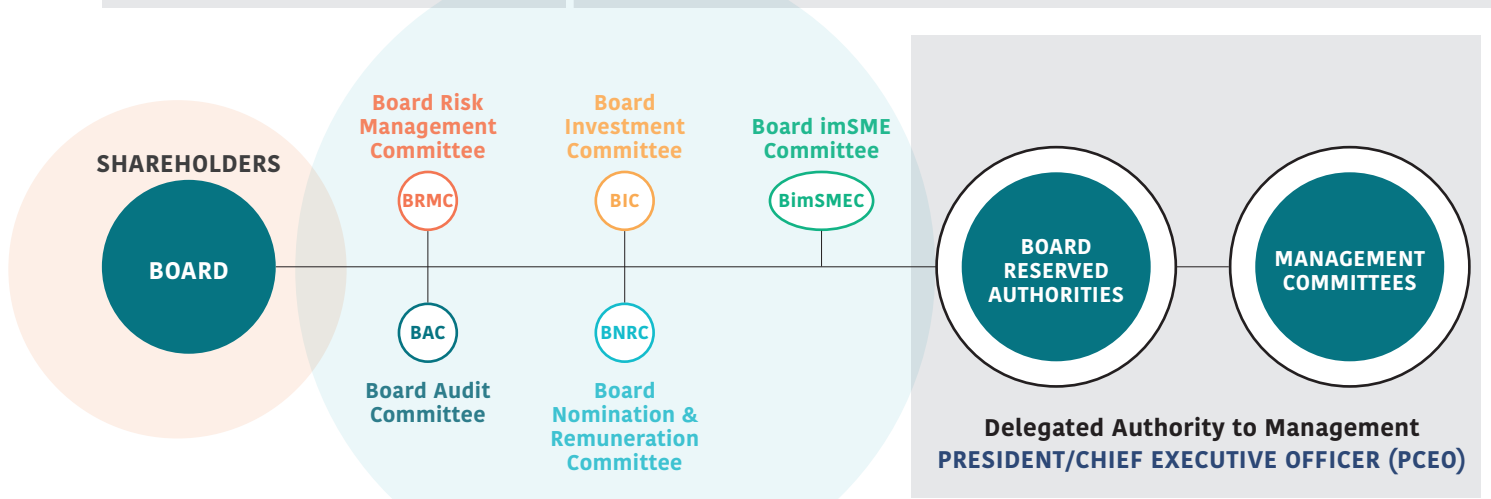 SHAREHOLDERS
BOARD
Board Risk
Management
Committee
BRMC
Board
Investment
Committee
BIC
Board imSME
Committee
BimSMEC
BAC
Board Audit
Committee
BNRC
Board
Nomination &
Remuneration
Committee
BOARD
RESERVED
AUTHORITIES
MANAGEMENT
COMMITTEES
Delegated Authority to Management
PRESIDENT/CHIEF EXECUTIVE OFFICER (PCEO)